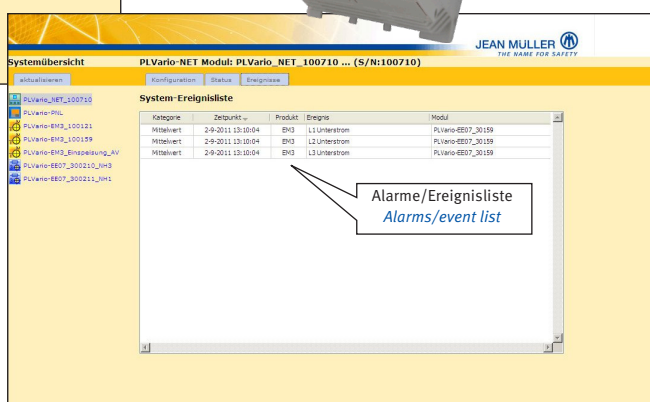 JEAN MÜLLER
THE NAME FOR SAFETY
Systemübersicht
PLVario-NET Modul: PLVario_NET_100710 ... (S/N:100710)
aktualisieren
Konfiguration Status Ereignisse
PLVario_NET_100710
PLVario-PNL
PLVario-EM3_100121
PLVario-EM3_100159
PLVario-EM3_Einspeisung_AV
PLVario-EE07_300210_NH3
PLVario-EE07_300211_NH1
System-Ereignisliste
Kategorie Zeitpunkt Produkt Ereignis Modul
Mittelwert 2-9-2011 13:10:04 EM3 L1 Unterstrom PLVario-EE07_30159
Mittelwert 2-9-2011 13:10:04 EM3 L2 Unterstrom PLVario-EE07_30159
Mittelwert 2-9-2011 13:10:04 EM3 L3 Unterstrom PLVario-EE07_30159
Alarme/Ereignisliste
Alarms/event list